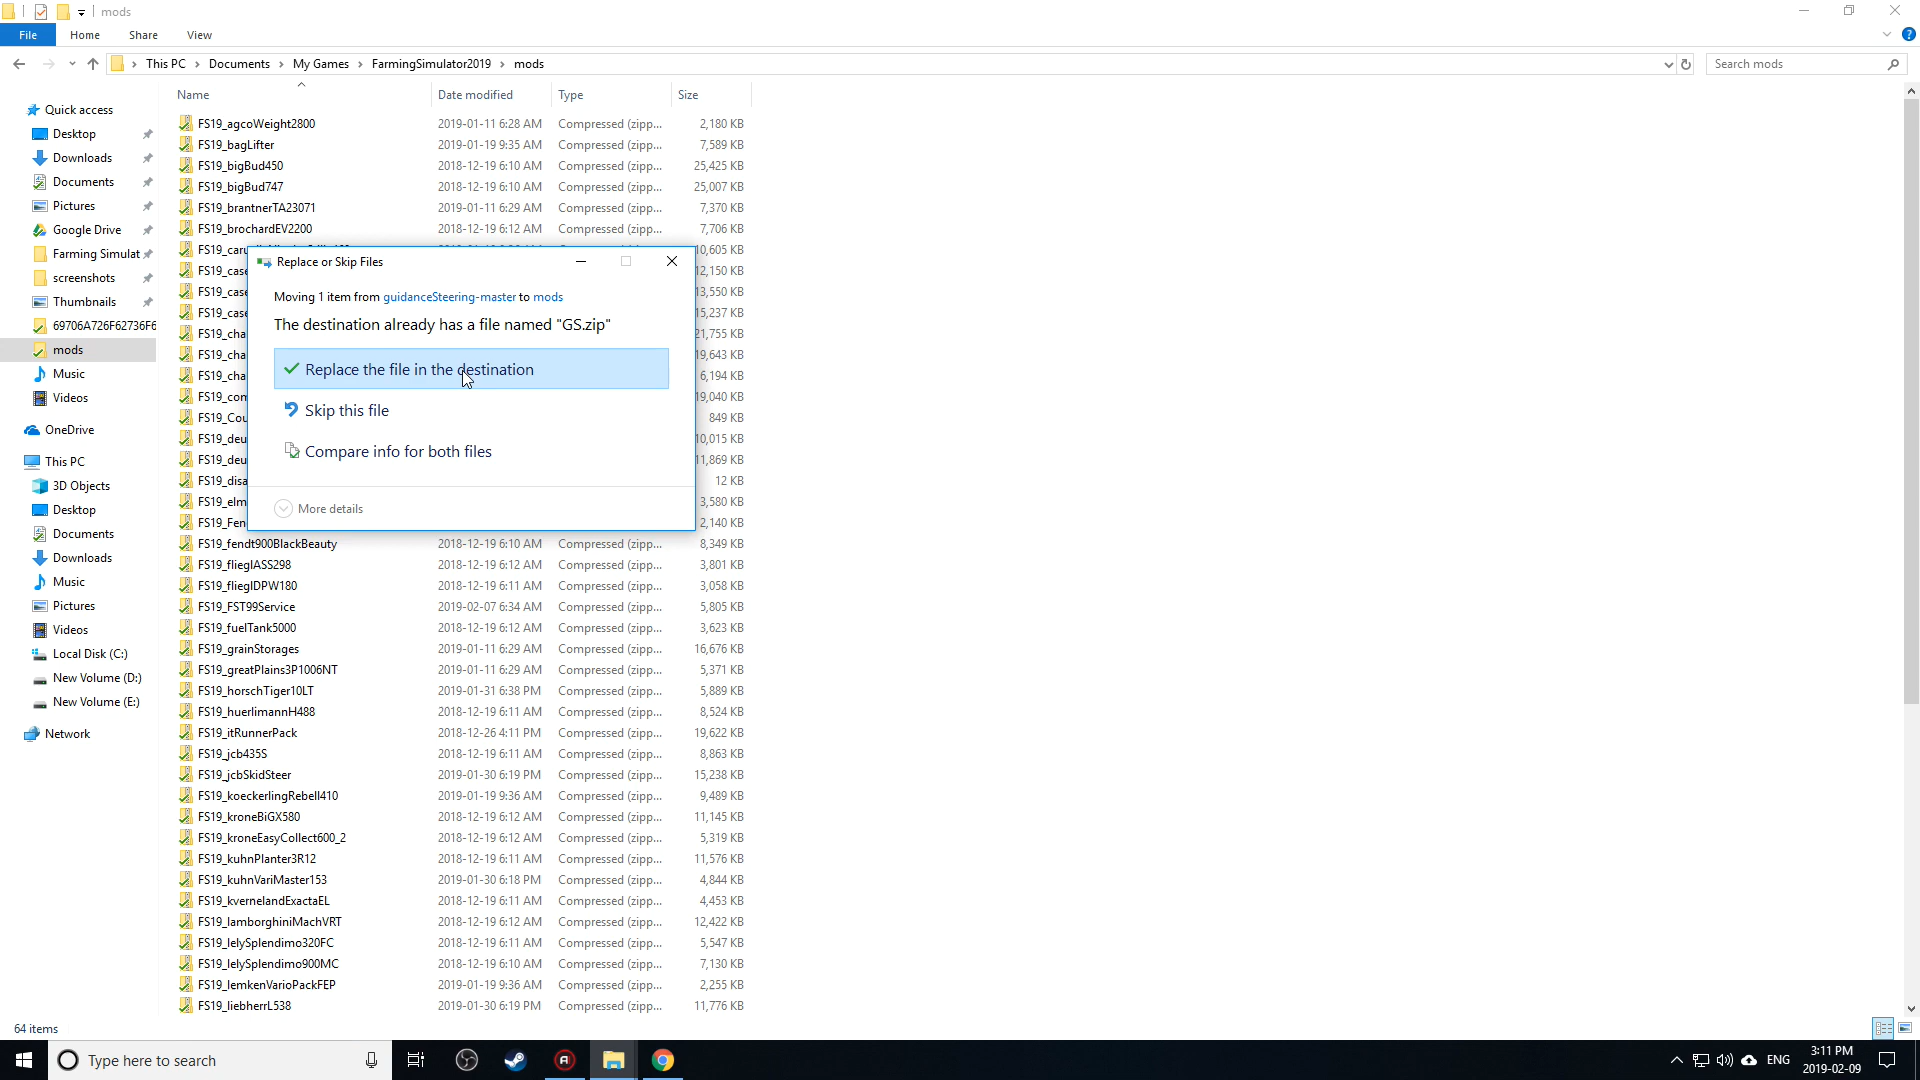 mods
File Home Share View
This PC Documents My Games FarmingSimulator2019 mods
Search mods
Name Date modified Type Size
Quick access
Desktop
Downloads
Documents
Pictures
Google Drive
Farming Simulat
screenshots
Thumbnails
69706A726F62736F6
mods
Music
Videos
OneDrive
This PC
3D Objects
Desktop
Documents
Downloads
Music
Pictures
Videos
Local Disk (C:)
New Volume (D:)
New Volume (E:)
Network
FS19_agcoWeight2800 2019-01-11 6:28 AM Compressed (zipp... 2,180 KB
FS19_bagLifter 2019-01-19 9:35 AM Compressed (zipp... 7,589 KB
FS19_bigBud450 2018-12-19 6:10 AM Compressed (zipp... 25,425 KB
FS19_bigBud747 2018-12-19 6:10 AM Compressed (zipp... 25,007 KB
FS19_brantnerTA23071 2019-01-11 6:29 AM Compressed (zipp... 7,370 KB
FS19_brochardEV2200 2018-12-19 6:12 AM Compressed (zipp... 7,706 KB
FS19_caru 10,605 KB
FS19_case 12,150 KB
FS19_case 13,550 KB
FS19_case 15,237 KB
FS19_cha 21,755 KB
FS19_cha 19,643 KB
FS19_cha 6,194 KB
FS19_com 19,040 KB
FS19_Cou 849 KB
FS19_deu 10,015 KB
FS19_deu 11,869 KB
FS19_disa 12 KB
FS19_elm 3,580 KB
FS19_Fen 2,140 KB
Replace or Skip Files
Moving 1 item from guidanceSteering-master to mods
The destination already has a file named "GS.zip"
Replace the file in the destination
Skip this file
Compare info for both files
More details
FS19_fendt900BlackBeauty 2018-12-19 6:10 AM Compressed (zipp... 8,349 KB
FS19_flieglASS298 2018-12-19 6:12 AM Compressed (zipp... 3,801 KB
FS19_flieglDPW180 2018-12-19 6:11 AM Compressed (zipp... 3,058 KB
FS19_FST99Service 2019-02-07 6:34 AM Compressed (zipp... 5,805 KB
FS19_fuelTank5000 2018-12-19 6:12 AM Compressed (zipp... 3,623 KB
FS19_grainStorages 2019-01-11 6:29 AM Compressed (zipp... 16,676 KB
FS19_greatPlains3P1006NT 2019-01-11 6:29 AM Compressed (zipp... 5,371 KB
FS19_horschTiger10LT 2019-01-31 6:38 PM Compressed (zipp... 5,889 KB
FS19_huerlimannH488 2018-12-19 6:11 AM Compressed (zipp... 8,524 KB
FS19_itRunnerPack 2018-12-26 4:11 PM Compressed (zipp... 19,622 KB
FS19_jcb435S 2018-12-19 6:11 AM Compressed (zipp... 8,863 KB
FS19_jcbSkidSteer 2019-01-30 6:19 PM Compressed (zipp... 15,238 KB
FS19_koeckerlingRebell410 2019-01-19 9:36 AM Compressed (zipp... 9,489 KB
FS19_kroneBiGX580 2018-12-19 6:12 AM Compressed (zipp... 11,145 KB
FS19_kroneEasyCollect600_2 2018-12-19 6:12 AM Compressed (zipp... 5,319 KB
FS19_kuhnPlanter3R12 2018-12-19 6:11 AM Compressed (zipp... 11,576 KB
FS19_kuhnVariMaster153 2019-01-30 6:18 PM Compressed (zipp... 4,844 KB
FS19_kvernelandExactaEL 2018-12-19 6:11 AM Compressed (zipp... 4,453 KB
FS19_lamborghiniMachVRT 2018-12-19 6:12 AM Compressed (zipp... 12,422 KB
FS19_lelySplendimo320FC 2018-12-19 6:11 AM Compressed (zipp... 5,547 KB
FS19_lelySplendimo900MC 2018-12-19 6:10 AM Compressed (zipp... 7,130 KB
FS19_lemkenVarioPackFEP 2019-01-19 9:36 AM Compressed (zipp... 2,255 KB
FS19_liebherrL538 2019-01-30 6:19 PM Compressed (zipp... 11,776 KB
64 items
Type here to search
ENG
3:11 PM
2019-02-09